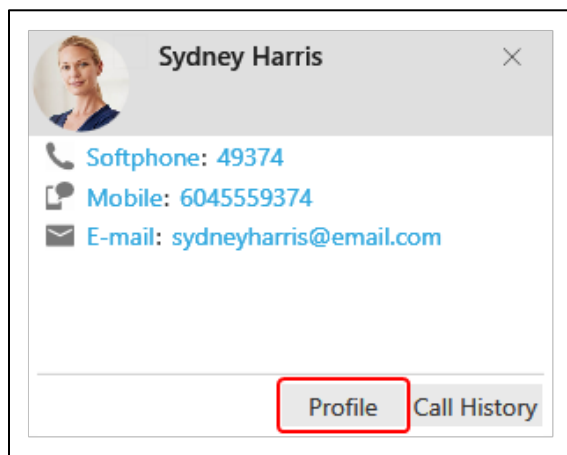 Sydney Harris
Softphone: 49374
Mobile: 6045559374
E-mail: sydneyharris@email.com
Profile Call History